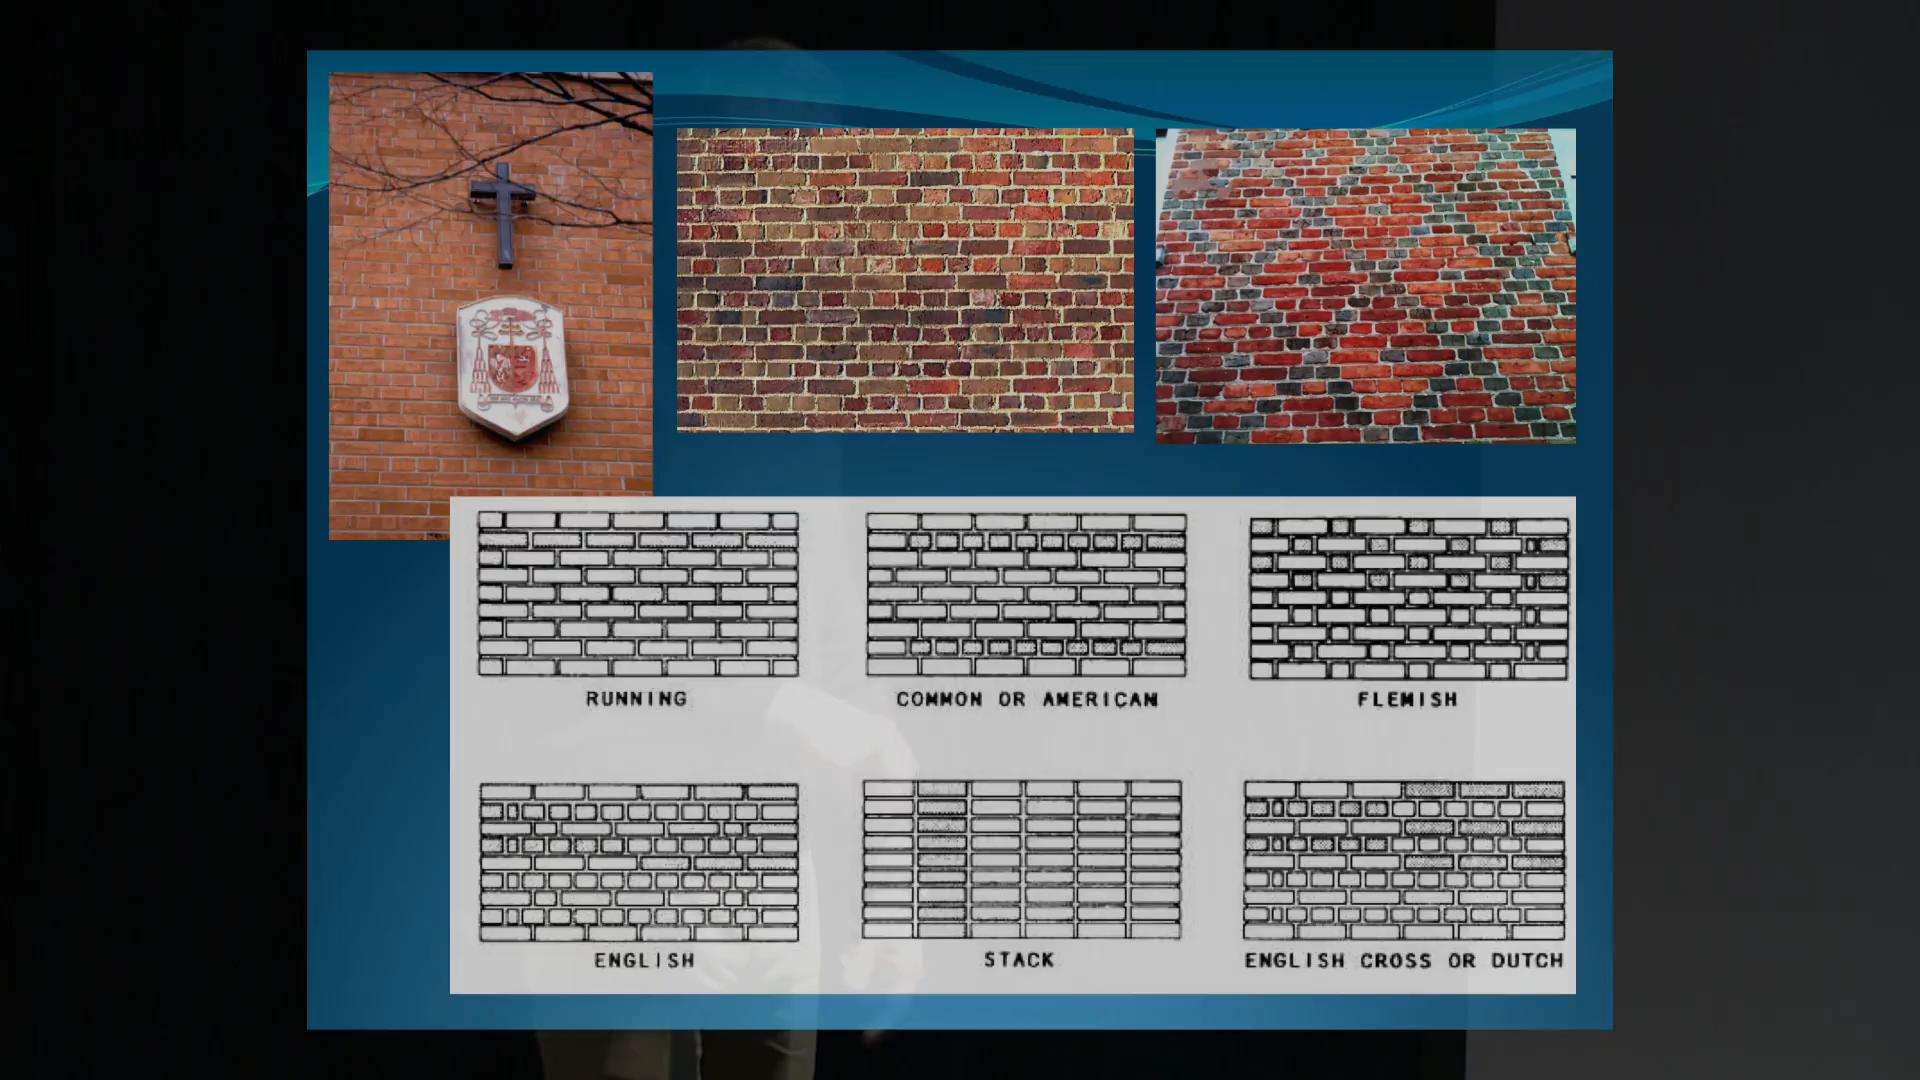 RUNNING
COMMON OR AMERICAN
FLEMISH
ENGLISH
STACK
ENGLISH CROSS OR DUTCH